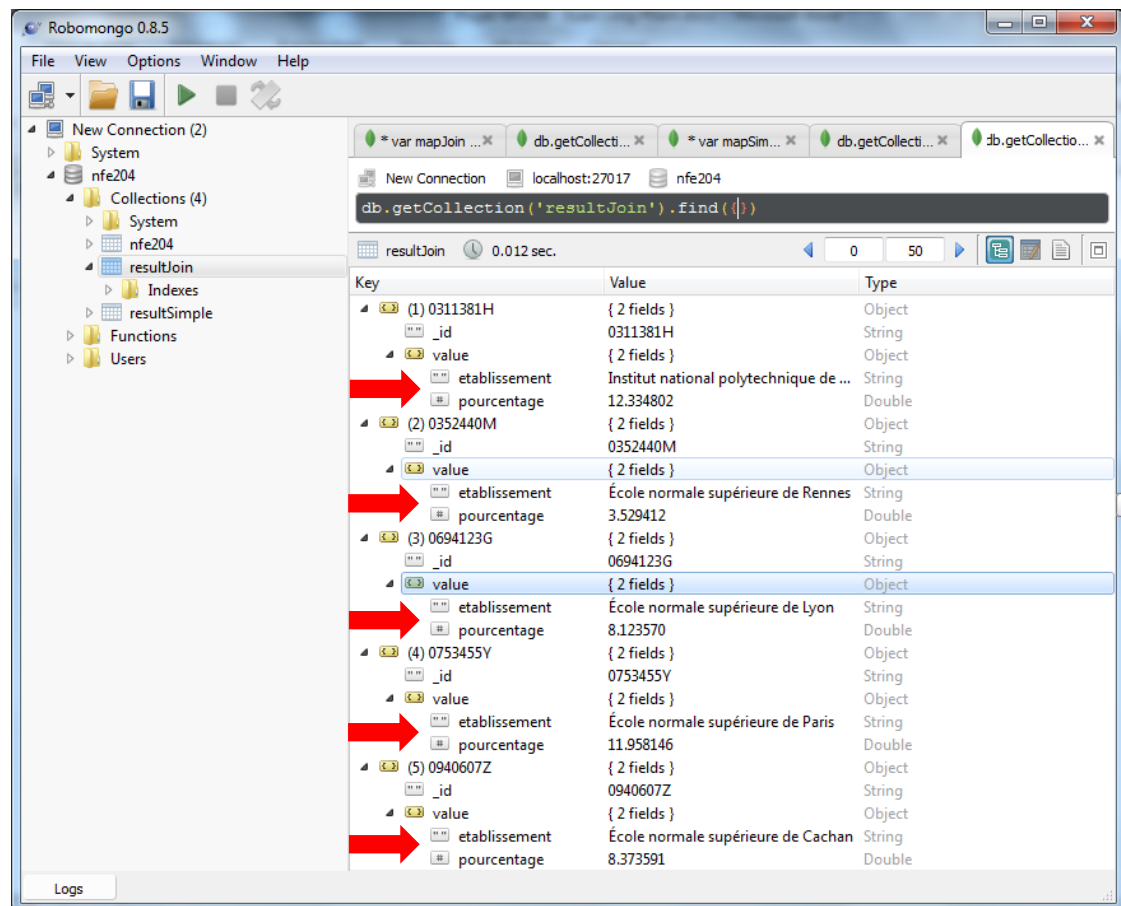 Robomongo 0.8.5
File View Options Window Help
New Connection (2)
System
nfe204
Collections (4)
System
nfe204
resultJoin
Indexes
resultSimple
Functions
Users
* var mapJoin ... db.getCollecti... * var mapSim... db.getCollecti... db.getCollectio...
New Connection localhost:27017 nfe204
db.getCollection('resultJoin').find({})
resultJoin 0.012 sec. 0 50
Key Value Type
(1) 0311381H { 2 fields } Object
_id 0311381H String
value { 2 fields } Object
etablissement Institut national polytechnique de ... String
pourcentage 12.334802 Double
(2) 0352440M { 2 fields } Object
_id 0352440M String
value { 2 fields } Object
etablissement École normale supérieure de Rennes String
pourcentage 3.529412 Double
(3) 0694123G { 2 fields } Object
_id 0694123G String
value { 2 fields } Object
etablissement École normale supérieure de Lyon String
pourcentage 8.123570 Double
(4) 0753455Y { 2 fields } Object
_id 0753455Y String
value { 2 fields } Object
etablissement École normale supérieure de Paris String
pourcentage 11.958146 Double
(5) 0940607Z { 2 fields } Object
_id 0940607Z String
value { 2 fields } Object
etablissement École normale supérieure de Cachan String
pourcentage 8.373591 Double
Logs